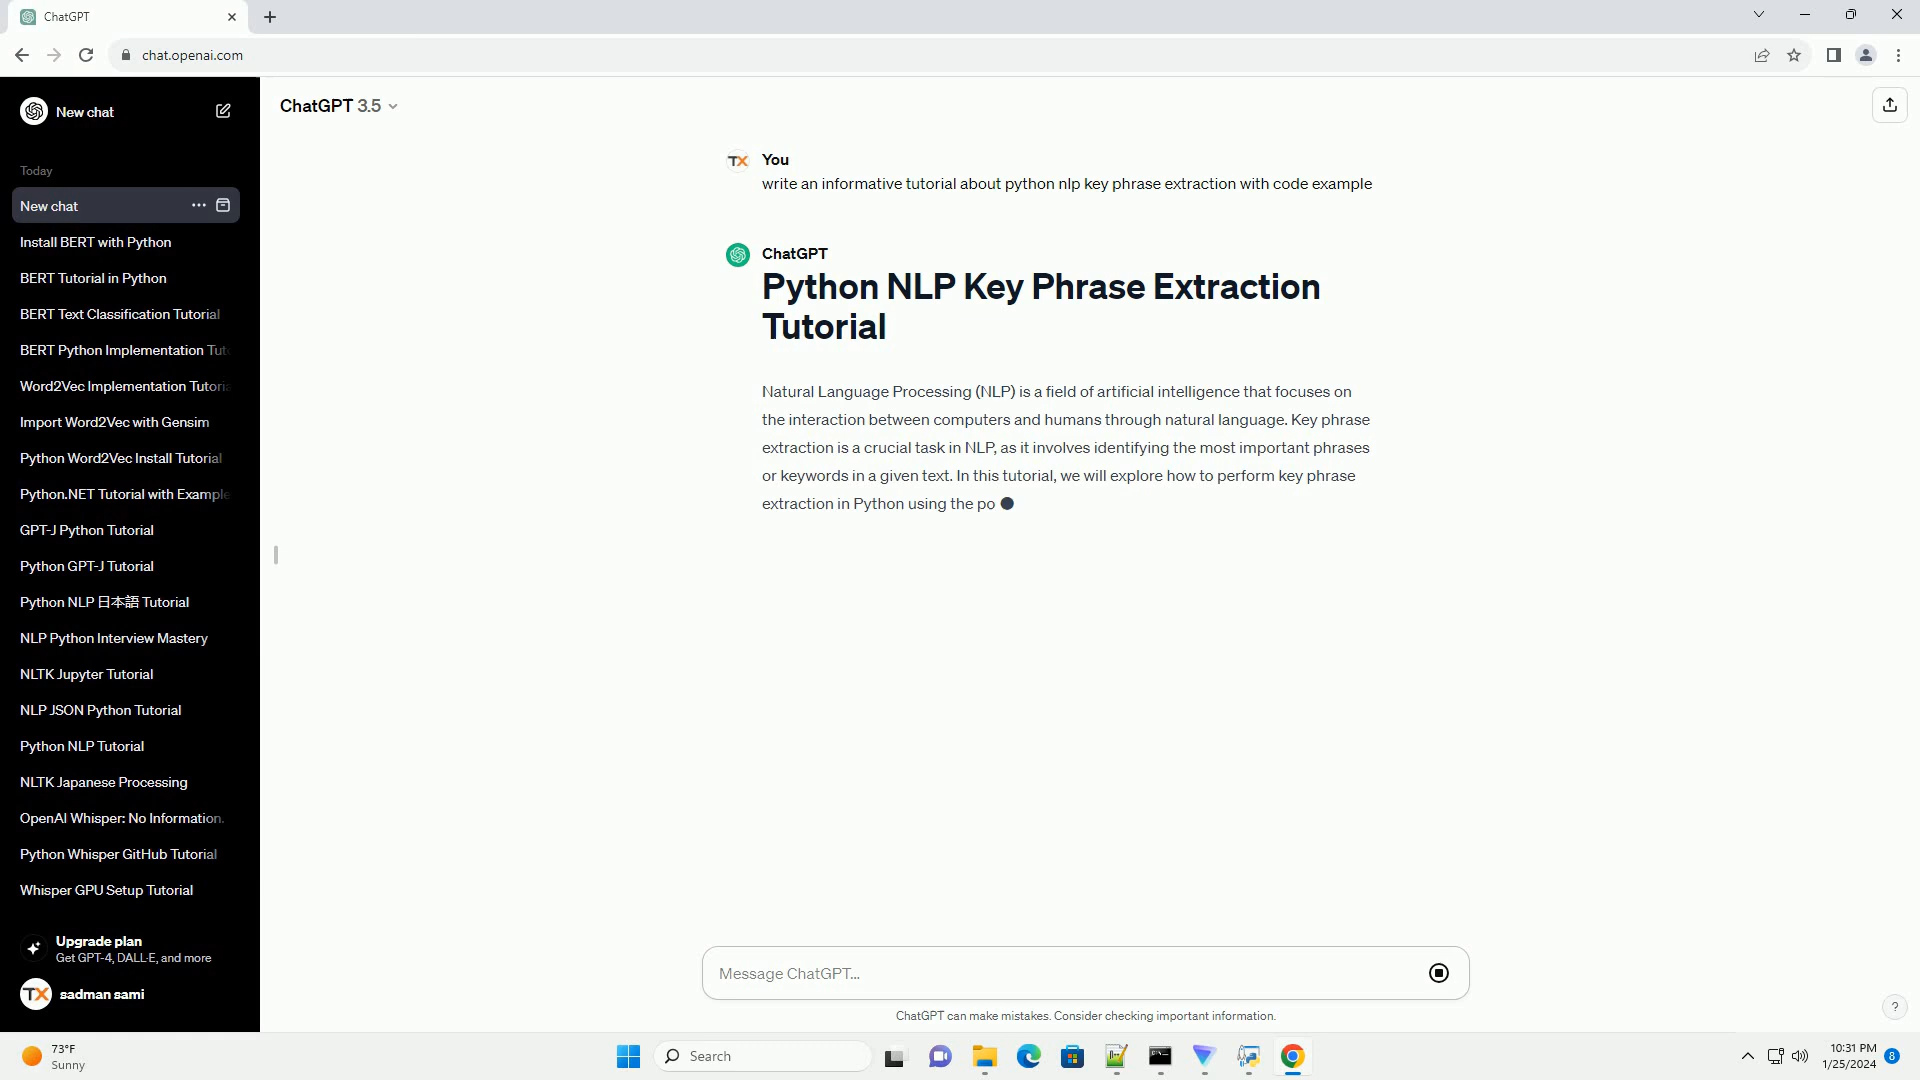 ChatGPT
chat.openai.com
New chat
Today
New chat
Install BERT with Python
BERT Tutorial in Python
BERT Text Classification Tutorial
BERT Python Implementation Tut
Word2Vec Implementation Tutoria
Import Word2Vec with Gensim
Python Word2Vec Install Tutorial
Python.NET Tutorial with Example
GPT-J Python Tutorial
Python GPT-J Tutorial
Python NLP 日本語 Tutorial
NLP Python Interview Mastery
NLTK Jupyter Tutorial
NLP JSON Python Tutorial
Python NLP Tutorial
NLTK Japanese Processing
OpenAI Whisper: No Information.
Python Whisper GitHub Tutorial
Whisper GPU Setup Tutorial
Upgrade plan
Get GPT-4, DALL·E, and more
TX sadman sami
ChatGPT 3.5
TX You
write an informative tutorial about python nlp key phrase extraction with code example
ChatGPT
Python NLP Key Phrase Extraction
Tutorial
Natural Language Processing (NLP) is a field of artificial intelligence that focuses on
the interaction between computers and humans through natural language. Key phrase
extraction is a crucial task in NLP, as it involves identifying the most important phrases
or keywords in a given text. In this tutorial, we will explore how to perform key phrase
extraction in Python using the po
Message ChatGPT...
ChatGPT can make mistakes. Consider checking important information.
?
73°F
Sunny
Search
10:31 PM
1/25/2024
8